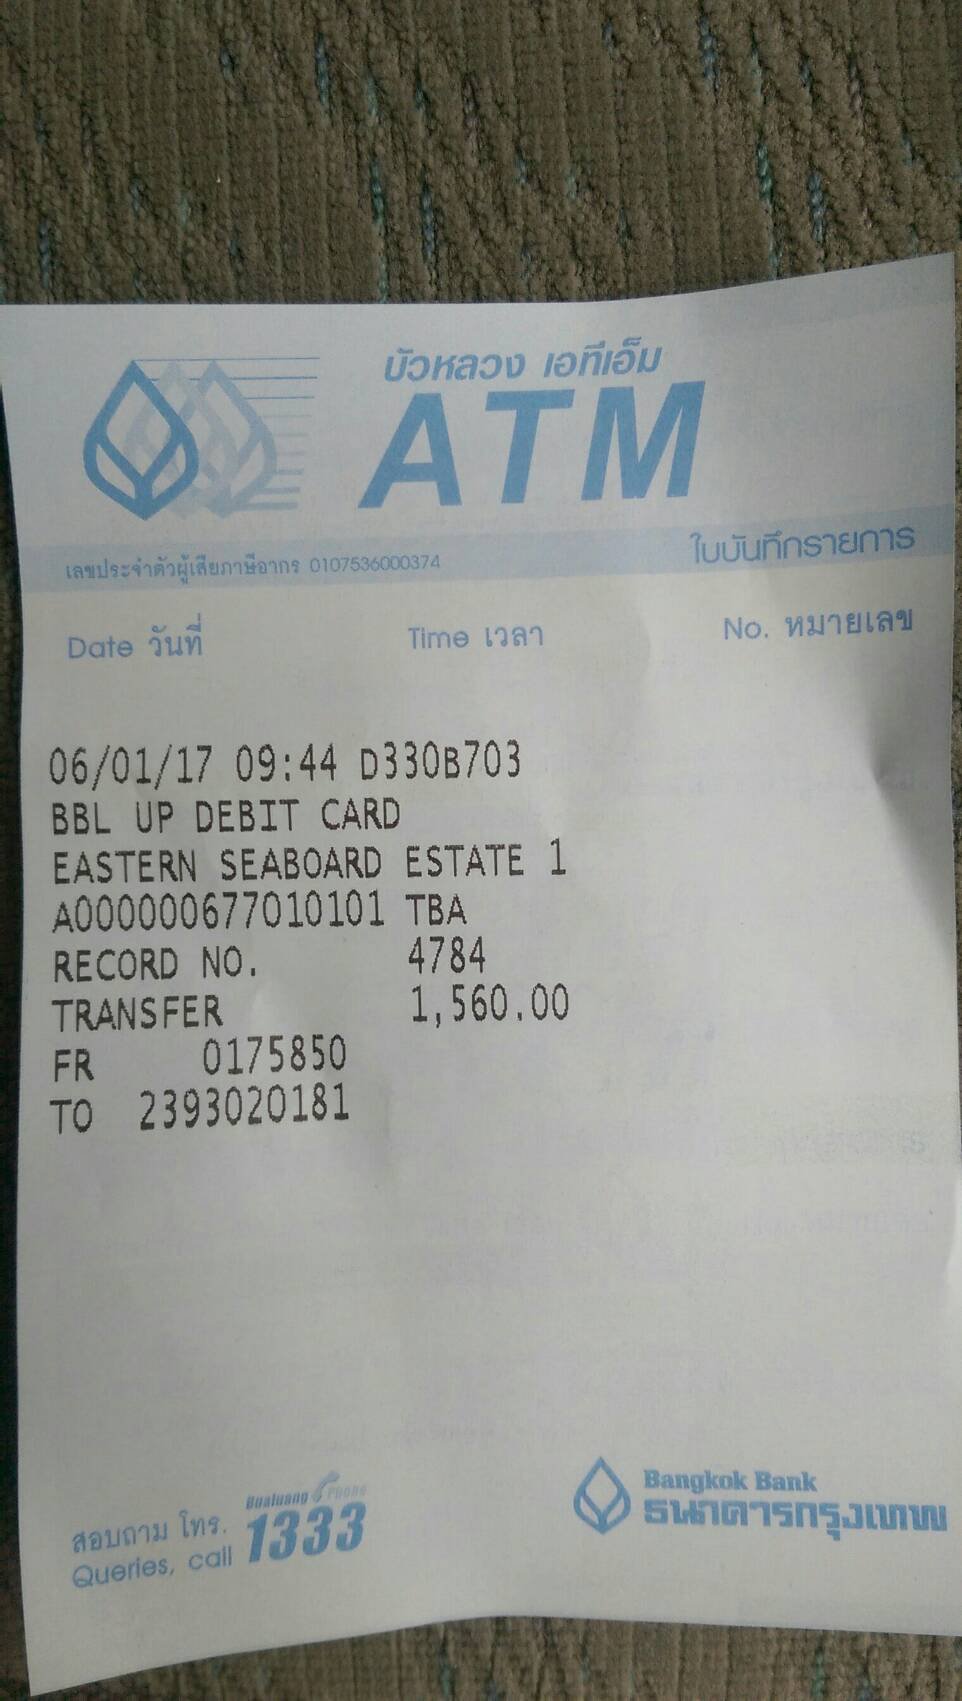 บัวหลวง เอทีเอ็ม
ATM
เลขประจำตัวผู้เสียภาษีอากร 0107536000374
ใบบันทึกรายการ
Date วันที่ Time เวลา No. หมายเลข
06/01/17 09:44 D330B703
BBL UP DEBIT CARD
EASTERN SEABOARD ESTATE 1
A000000677010101 TBA
RECORD NO. 4784
TRANSFER 1,560.00
FR 0175850
TO 2393020181
สอบถาม โทร.
Queries, call
Bualuang Phone
1333
Bangkok Bank
ธนาคารกรุงเทพ